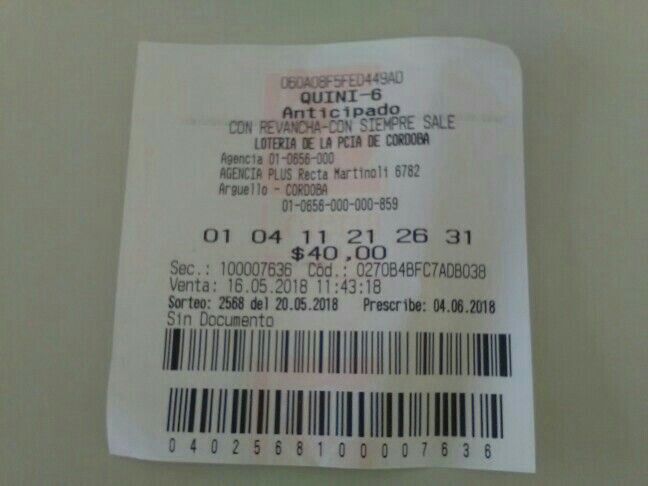 060A08F5FED449AD
QUINI-6
Anticipado
CON REVANCHA-CON SIEMPRE SALE
LOTERIA DE LA PCIA DE CORDOBA
Agencia 01-0656-000
AGENCIA PLUS Recta Martinoli 6782
Arguello - CORDOBA
01-0656-000-000-859
01 04 11 21 26 31
$40,00
Sec.: 100007636 Cód.: 0270B4BFC7ADB038
Venta: 16.05.2018 11:43:18
Sorteo: 2568 del 20.05.2018 Prescribe: 04.06.2018
Sin Documento
0402568100007636